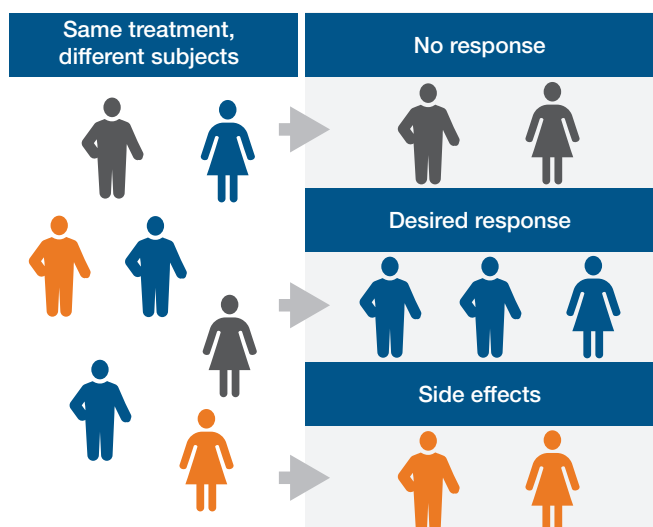 Same treatment,
different subjects
No response
Desired response
Side effects